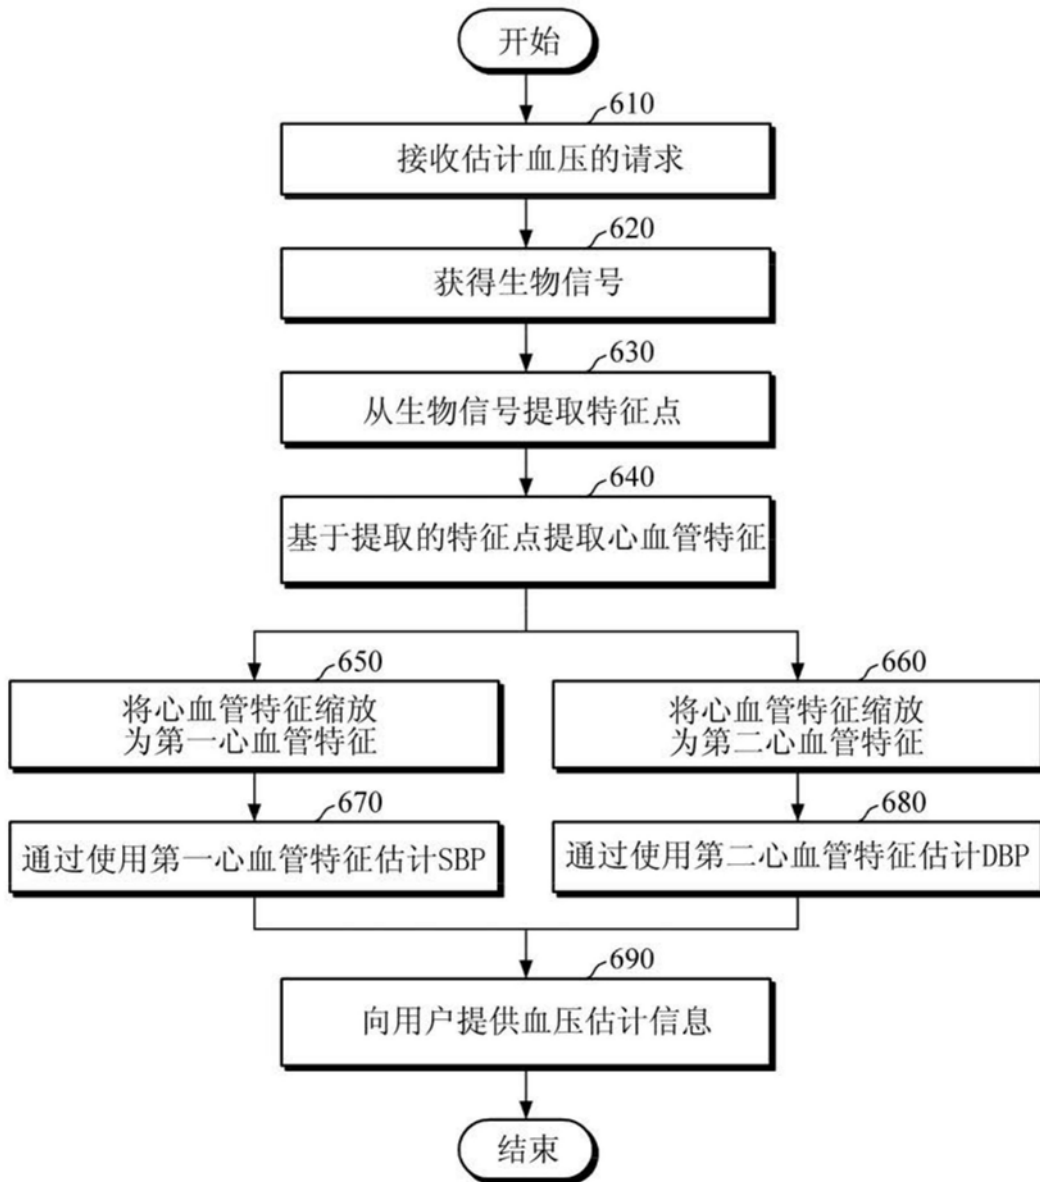 开始
610
接收估计血压的请求
620
获得生物信号
630
从生物信号提取特征点
640
基于提取的特征点提取心血管特征
650
将心血管特征缩放
为第一心血管特征
660
将心血管特征缩放
为第二心血管特征
670
通过使用第一心血管特征估计SBP
680
通过使用第二心血管特征估计DBP
690
向用户提供血压估计信息
结束